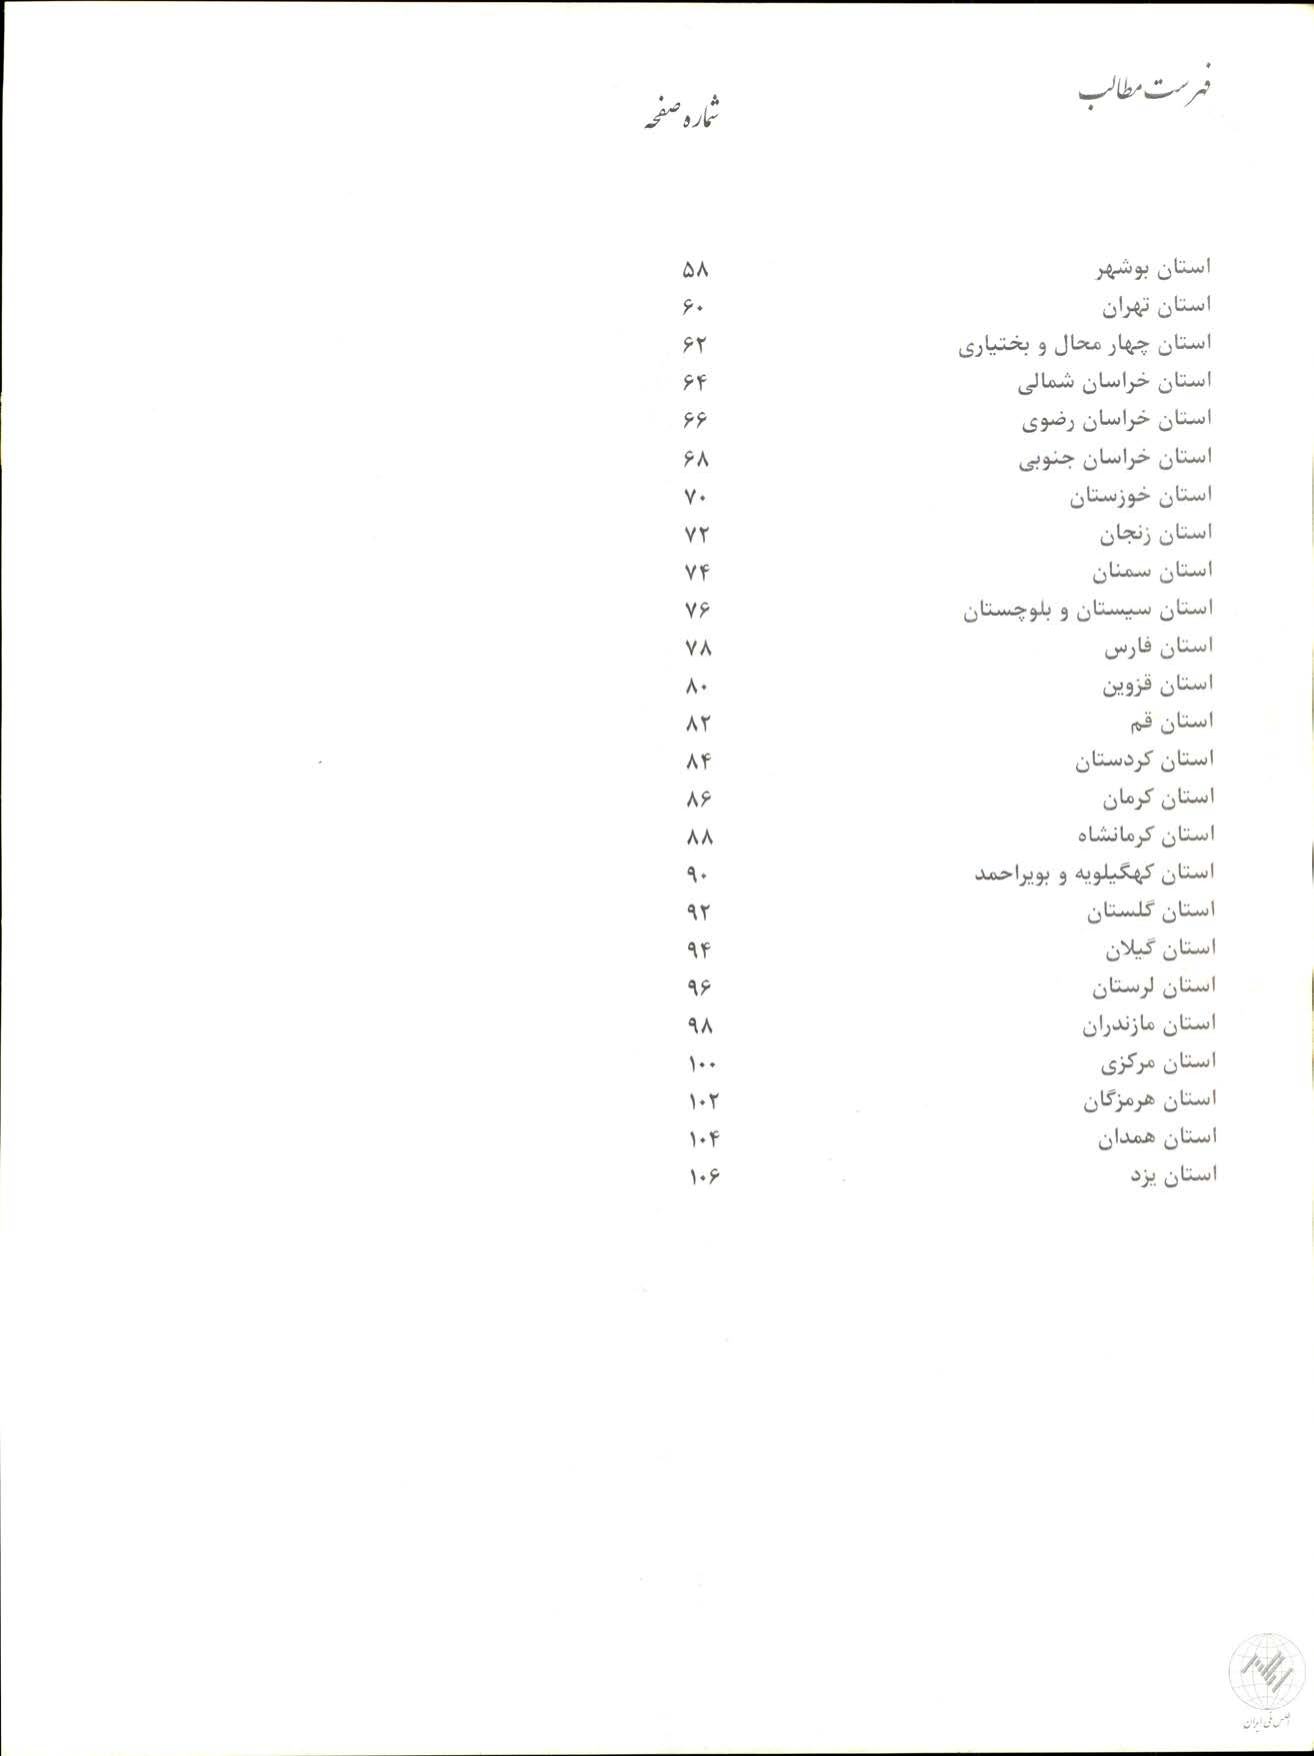 فهرست مطالب
شماره صفحه
استان بوشهر ۵۸
استان تهران ۶۰
استان چهار محال و بختیاری ۶۲
استان خراسان شمالی ۶۴
استان خراسان رضوی ۶۶
استان خراسان جنوبی ۶۸
استان خوزستان ۷۰
استان زنجان ۷۲
استان سمنان ۷۴
استان سیستان و بلوچستان ۷۶
استان فارس ۷۸
استان قزوین ۸۰
استان قم ۸۲
استان کردستان ۸۴
استان کرمان ۸۶
استان کرمانشاه ۸۸
استان کهگیلویه و بویراحمد ۹۰
استان گلستان ۹۲
استان گیلان ۹۴
استان لرستان ۹۶
استان مازندران ۹۸
استان مرکزی ۱۰۰
استان هرمزگان ۱۰۲
استان همدان ۱۰۴
استان یزد ۱۰۶
اطلس ملی ایران